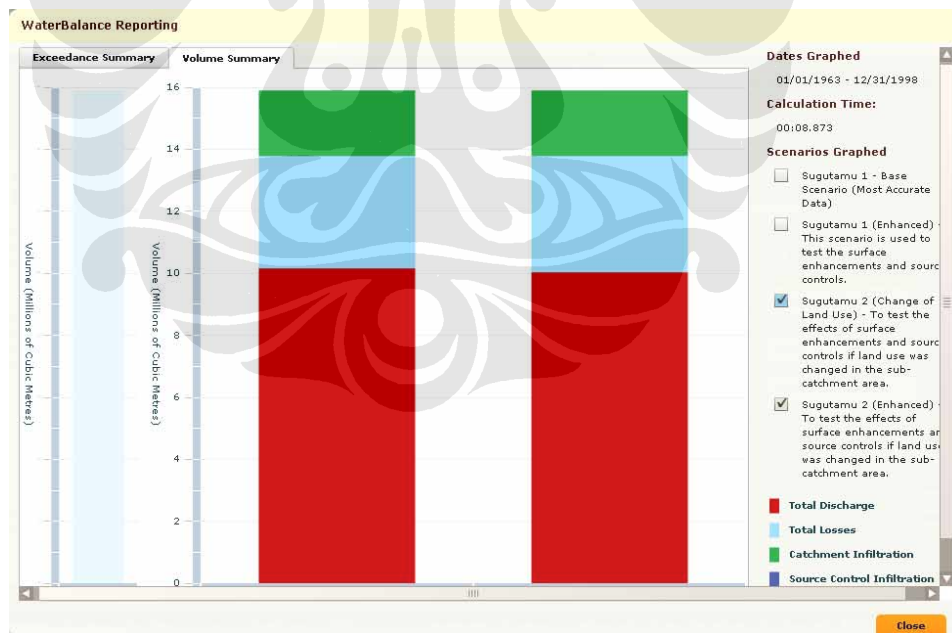 WaterBalance Reporting
Exceedance Summary
Volume Summary
Volume (Millions of Cubic Metres)
Volume (Millions of Cubic Metres)
16
14
12
10
8
6
4
2
0
Dates Graphed
01/01/1963 - 12/31/1998
Calculation Time:
00:08.873
Scenarios Graphed
Sugutamu 1 - Base
Scenario (Most Accurate
Data)
Sugutamu 1 (Enhanced) -
This scenario is used to
test the surface
enhancements and sourc
controls.
Sugutamu 2 (Change of
Land Use) - To test the
effects of surface
enhancements and sourc
controls if land use was
changed in the sub-
catchment area.
Sugutamu 2 (Enhanced) -
To test the effects of
surface enhancements ar
source controls if land us
was changed in the sub-
catchment area.
Total Discharge
Total Losses
Catchment Infiltration
Source Control Infiltration
Close